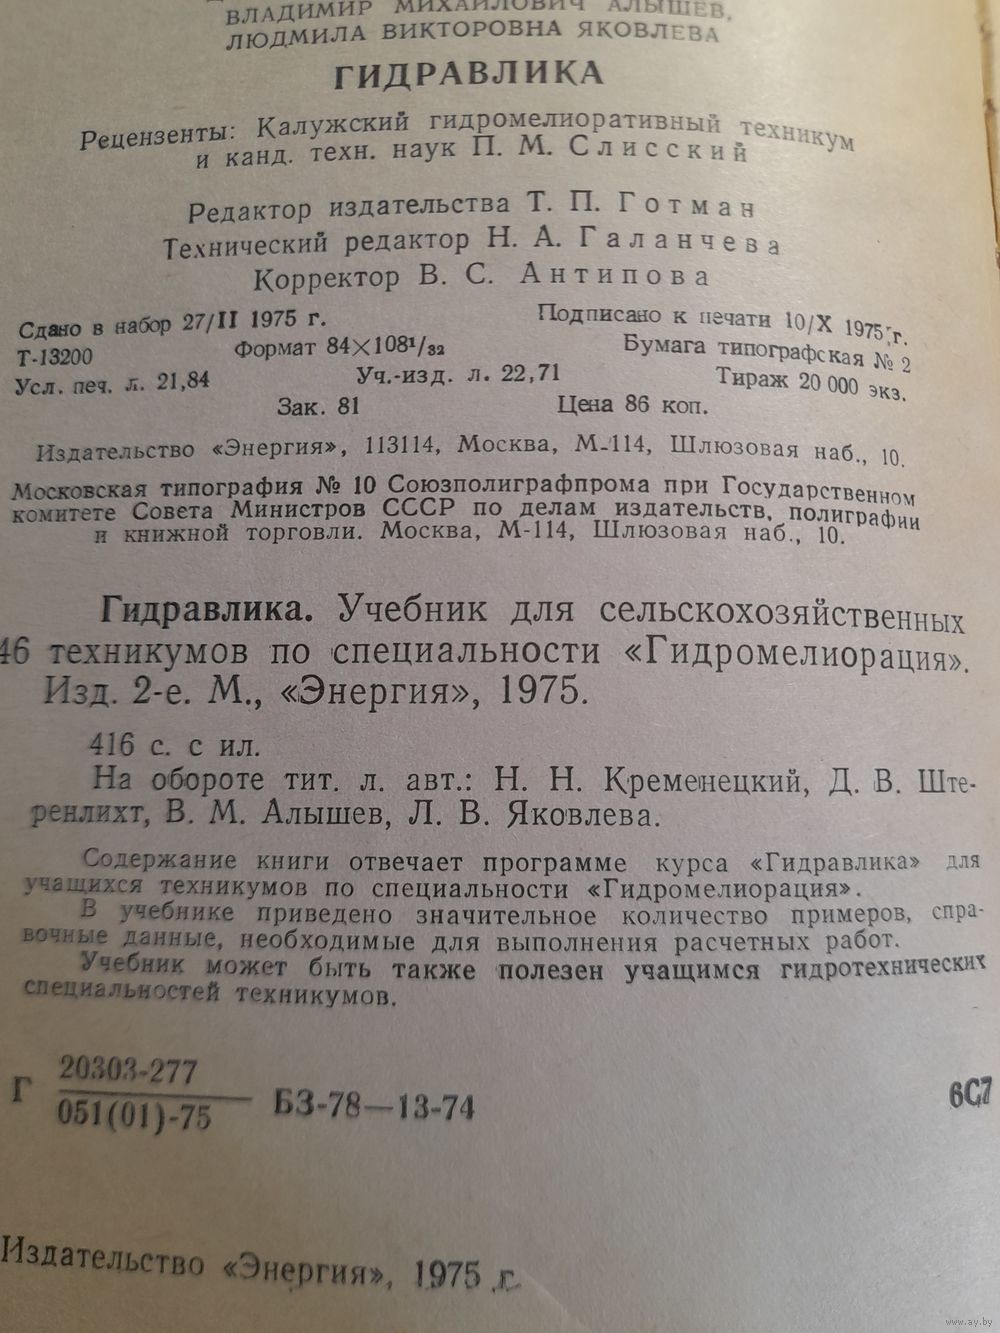 ВЛАДИМИР МИХАЙЛОВИЧ АЛЫШЕВ,
ЛЮДМИЛА ВИКТОРОВНА ЯКОВЛЕВА
ГИДРАВЛИКА
Рецензенты: Калужский гидромелиоративный техникум
и канд. техн. наук П. М. Слисский
Редактор издательства Т. П. Готман
Технический редактор Н. А. Галанчева
Корректор В. С. Антипова
Сдано в набор 27/II 1975 г. Подписано к печати 10/X 1975 г.
Т-13200 Формат 84×108¹/₃₂ Бумага типографская № 2
Усл. печ. л. 21,84 Уч.-изд. л. 22,71 Тираж 20 000 экз.
Зак. 81 Цена 86 коп.
Издательство «Энергия», 113114, Москва, М-114, Шлюзовая наб., 10.
Московская типография № 10 Союзполиграфпрома при Государственном
комитете Совета Министров СССР по делам издательств, полиграфии
и книжной торговли. Москва, М-114, Шлюзовая наб., 10.
Гидравлика. Учебник для сельскохозяйственных
46 техникумов по специальности «Гидромелиорация».
Изд. 2-е. М., «Энергия», 1975.
416 с. с ил.
На обороте тит. л. авт.: Н. Н. Кременецкий, Д. В. Ште-
ренлихт, В. М. Алышев, Л. В. Яковлева.
Содержание книги отвечает программе курса «Гидравлика» для
учащихся техникумов по специальности «Гидромелиорация».
В учебнике приведено значительное количество примеров, спра-
вочные данные, необходимые для выполнения расчетных работ.
Учебник может быть также полезен учащимся гидротехнических
специальностей техникумов.
20303-277
Г БЗ-78—13-74 6С7
051(01)-75
Издательство «Энергия», 1975 г.
www.ay.by